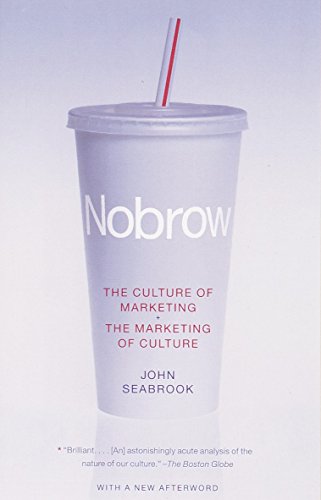 Nobrow
THE CULTURE OF
MARKETING
+
THE MARKETING
OF CULTURE
JOHN
SEABROOK
* "Brilliant. . . . [An] astonishingly acute analysis of the
nature of our culture." –The Boston Globe
WITH A NEW AFTERWORD